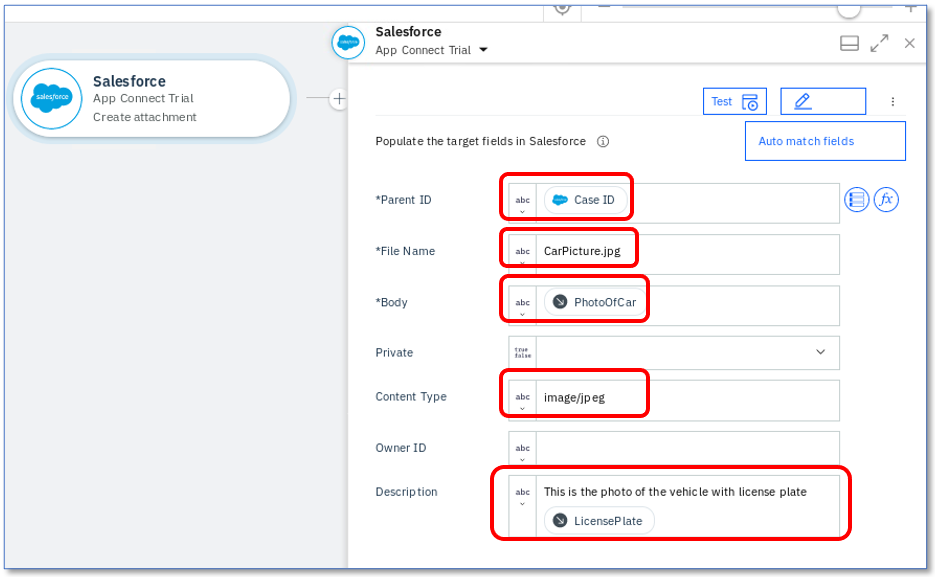 Salesforce
App Connect Trial
salesforce
Salesforce
App Connect Trial
Create attachment
Test
Populate the target fields in Salesforce
Auto match fields
*Parent ID
abc
Case ID
fx
*File Name
abc
CarPicture.jpg
*Body
abc
PhotoOfCar
Private
true
false
Content Type
abc
image/jpeg
Owner ID
abc
Description
abc
This is the photo of the vehicle with license plate
LicensePlate